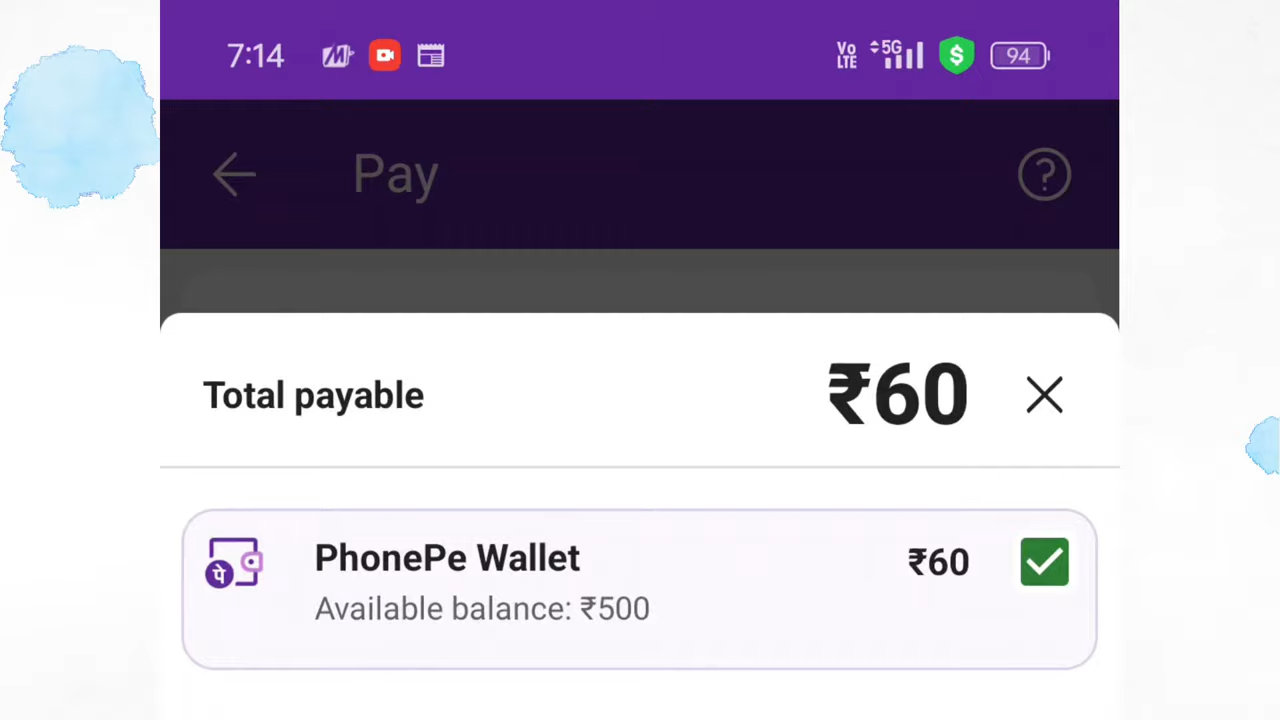 7:14
Vo LTE 5G $ 94
Pay ?
Total payable ₹60
PhonePe Wallet ₹60
पे
Available balance: ₹500